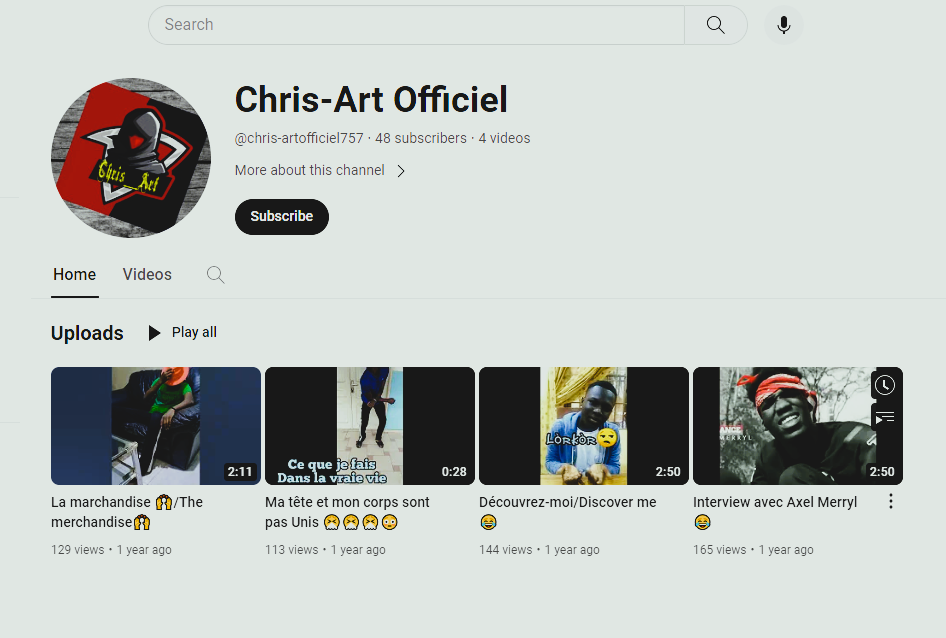 Search
Chris-Art Officiel
@chris-artofficiel757 · 48 subscribers · 4 videos
More about this channel
Subscribe
Chris_Art
Home Videos
Uploads Play all
2:11
Ce que je fais
Dans la vraie vie
0:28
Lòrkòr
2:50
MERRYL
2:50
La marchandise 🙌/The
merchandise🙌
129 views • 1 year ago
Ma tête et mon corps sont
pas Unis 😝😝😝😳
113 views • 1 year ago
Découvrez-moi/Discover me
😂
144 views • 1 year ago
Interview avec Axel Merryl
😂
165 views • 1 year ago